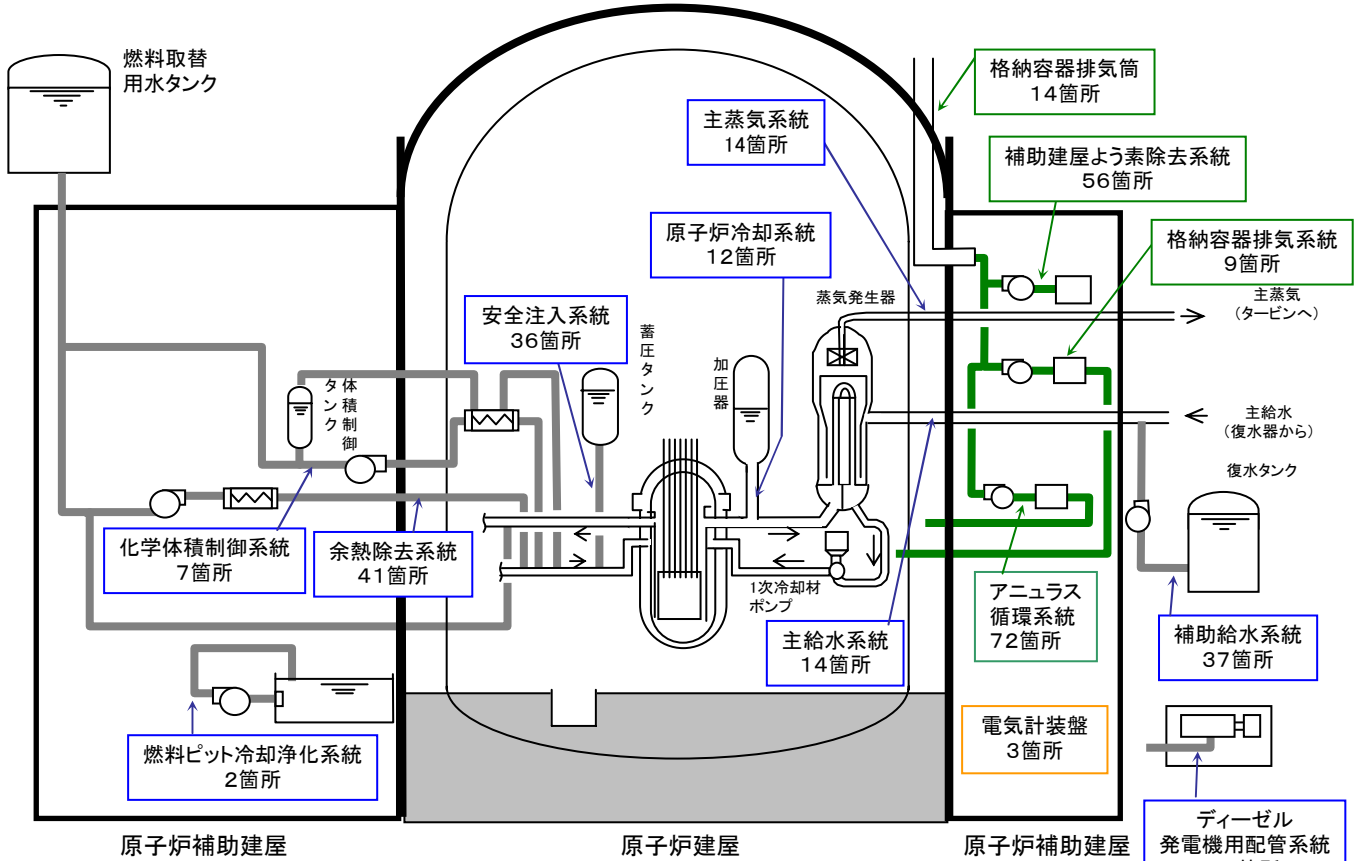 燃料取替
用水タンク
格納容器排気筒
14箇所
主蒸気系統
14箇所
補助建屋よう素除去系統
56箇所
原子炉冷却系統
12箇所
格納容器排気系統
9箇所
蒸気発生器
主蒸気
(タービンへ)
安全注入系統
36箇所
蓄圧タンク
加圧器
体積制御
タンク
主給水
(復水器から)
復水タンク
化学体積制御系統
7箇所
余熱除去系統
41箇所
1次冷却材
ポンプ
アニュラス
循環系統
72箇所
主給水系統
14箇所
補助給水系統
37箇所
燃料ピット冷却浄化系統
2箇所
電気計装盤
3箇所
ディーゼル
発電機用配管系統
原子炉補助建屋
原子炉建屋
原子炉補助建屋